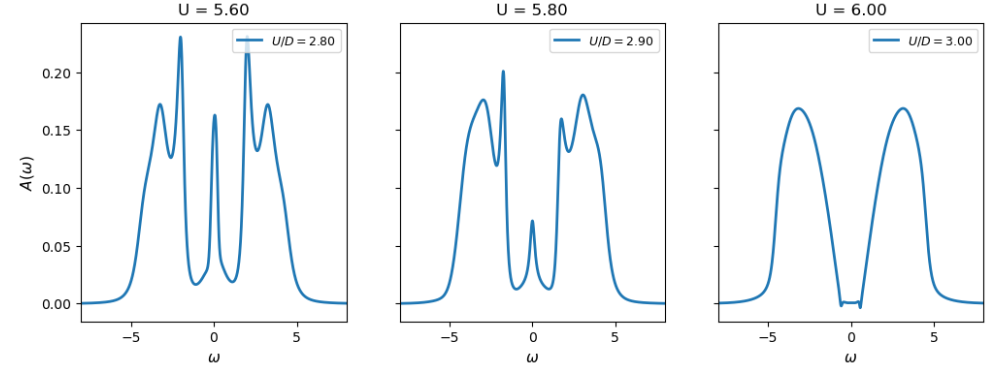 U = 5.60
U = 5.80
U = 6.00
U/D = 2.80
U/D = 2.90
U/D = 3.00
A(ω)
0.20
0.15
0.10
0.05
0.00
−5
0
5
−5
0
5
−5
0
5
ω
ω
ω